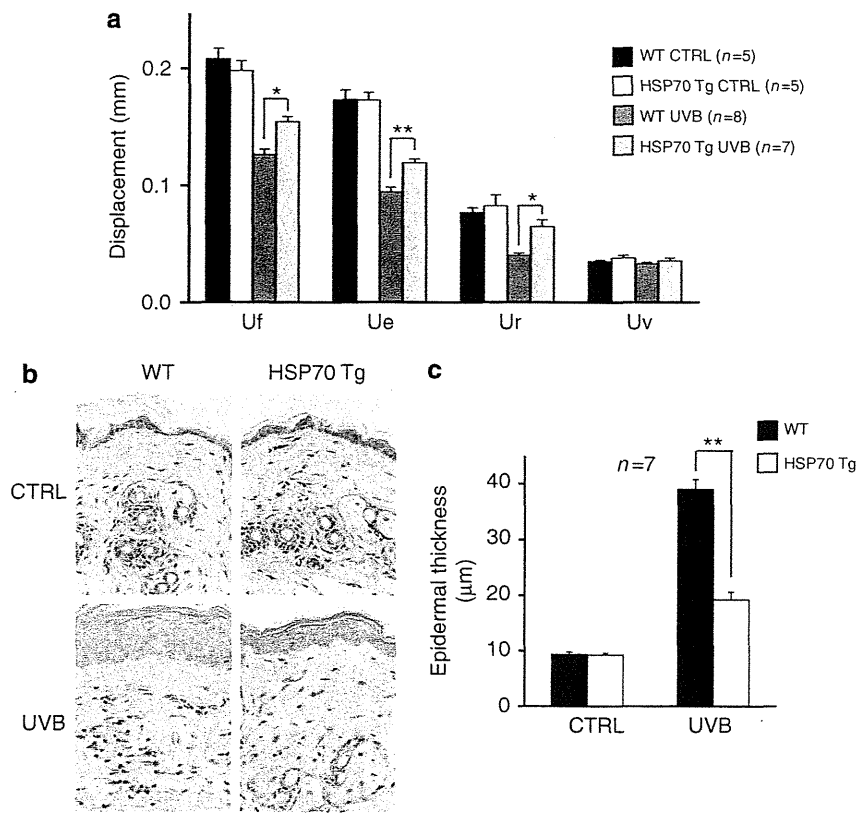 a
Displacement (mm)
0.2
0.1
0.0
Uf Ue Ur Uv
* ** *
WT CTRL (n=5)
HSP70 Tg CTRL (n=5)
WT UVB (n=8)
HSP70 Tg UVB (n=7)
b
WT HSP70 Tg
CTRL
UVB
c
WT
HSP70 Tg
n=7
**
Epidermal thickness
(μm)
40
30
20
10
0
CTRL UVB